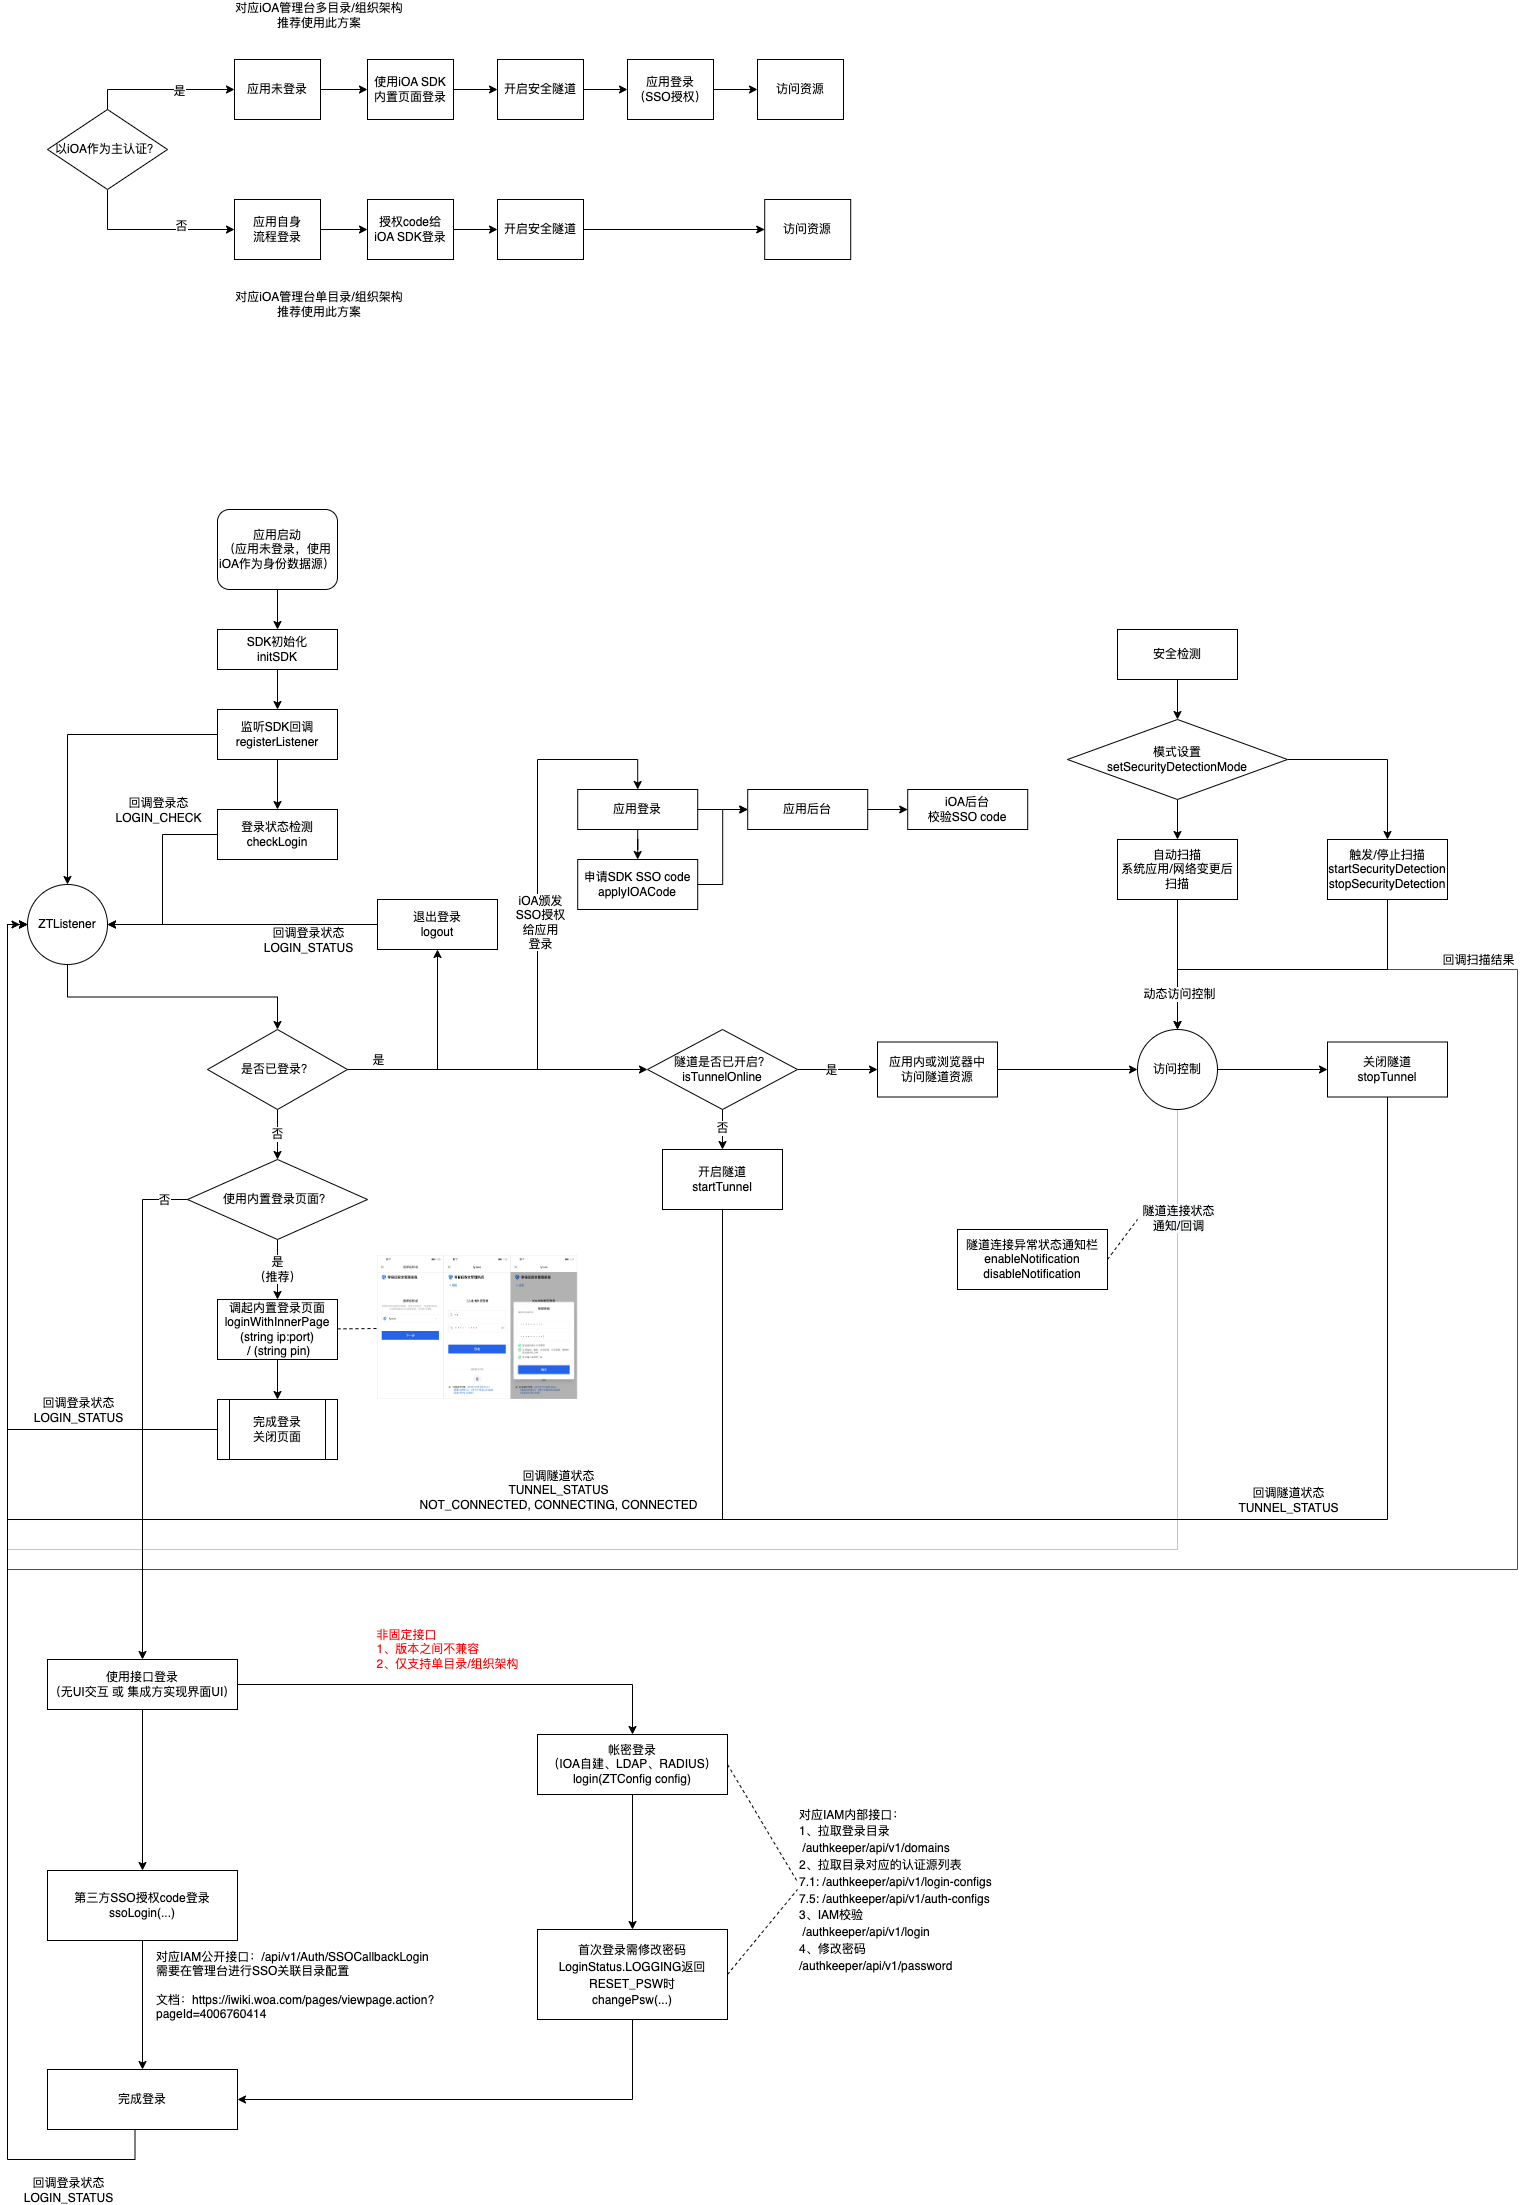 对应iOA管理台多目录/组织架构
推荐使用此方案
是
应用未登录
使用iOA SDK
内置页面登录
开启安全隧道
应用登录
（SSO授权)
访问资源
以iOA作为主认证?
否
应用自身
流程登录
授权code给
iOA SDK登录
开启安全隧道
访问资源
对应iOA管理台单目录/组织架构
推荐使用此方案
应用启动
（应用未登录，使用
iOA作为身份数据源）
SDK初始化
initSDK
监听SDK回调
registerListener
回调登录态
LOGIN_CHECK
登录状态检测
checkLogin
ZTListener
退出登录
logout
回调登录状态
LOGIN_STATUS
iOA颁发
SSO授权
给应用
登录
应用登录
申请SDK SSO code
applyIOACode
应用后台
iOA后台
校验SSO code
安全检测
模式设置
setSecurityDetectionMode
自动扫描
系统应用/网络变更后
扫描
触发/停止扫描
startSecurityDetection
stopSecurityDetection
回调扫描结果
动态访问控制
是否已登录?
是
隧道是否已开启?
isTunnelOnline
是
应用内或浏览器中
访问隧道资源
访问控制
关闭隧道
stopTunnel
否
否
开启隧道
startTunnel
使用内置登录页面?
否
隧道连接状态
通知/回调
隧道连接异常状态通知栏
enableNotification
disableNotification
是
(推荐)
调起内置登录页面
loginWithInnerPage
(string ip:port)
/ (string pin)
回调登录状态
LOGIN_STATUS
完成登录
关闭页面
回调隧道状态
TUNNEL_STATUS
NOT_CONNECTED, CONNECTING, CONNECTED
回调隧道状态
TUNNEL_STATUS
非固定接口
1、版本之间不兼容
2、仅支持单目录/组织架构
使用接口登录
（无UI交互 或 集成方实现界面UI)
帐密登录
（IOA自建、LDAP、RADIUS）
login(ZTConfig config)
对应IAM内部接口：
1、拉取登录目录
/authkeeper/api/v1/domains
2、拉取目录对应的认证源列表
7.1: /authkeeper/api/v1/login-configs
7.5: /authkeeper/api/v1/auth-configs
3、IAM校验
/authkeeper/api/v1/login
4、修改密码
/authkeeper/api/v1/password
第三方SSO授权code登录
ssoLogin(...)
首次登录需修改密码
LoginStatus.LOGGING返回
RESET_PSW时
changePsw(...)
对应IAM公开接口：/api/v1/Auth/SSOCallbackLogin
需要在管理台进行SSO关联目录配置
文档：https://iwiki.woa.com/pages/viewpage.action?
pageId=4006760414
完成登录
回调登录状态
LOGIN_STATUS